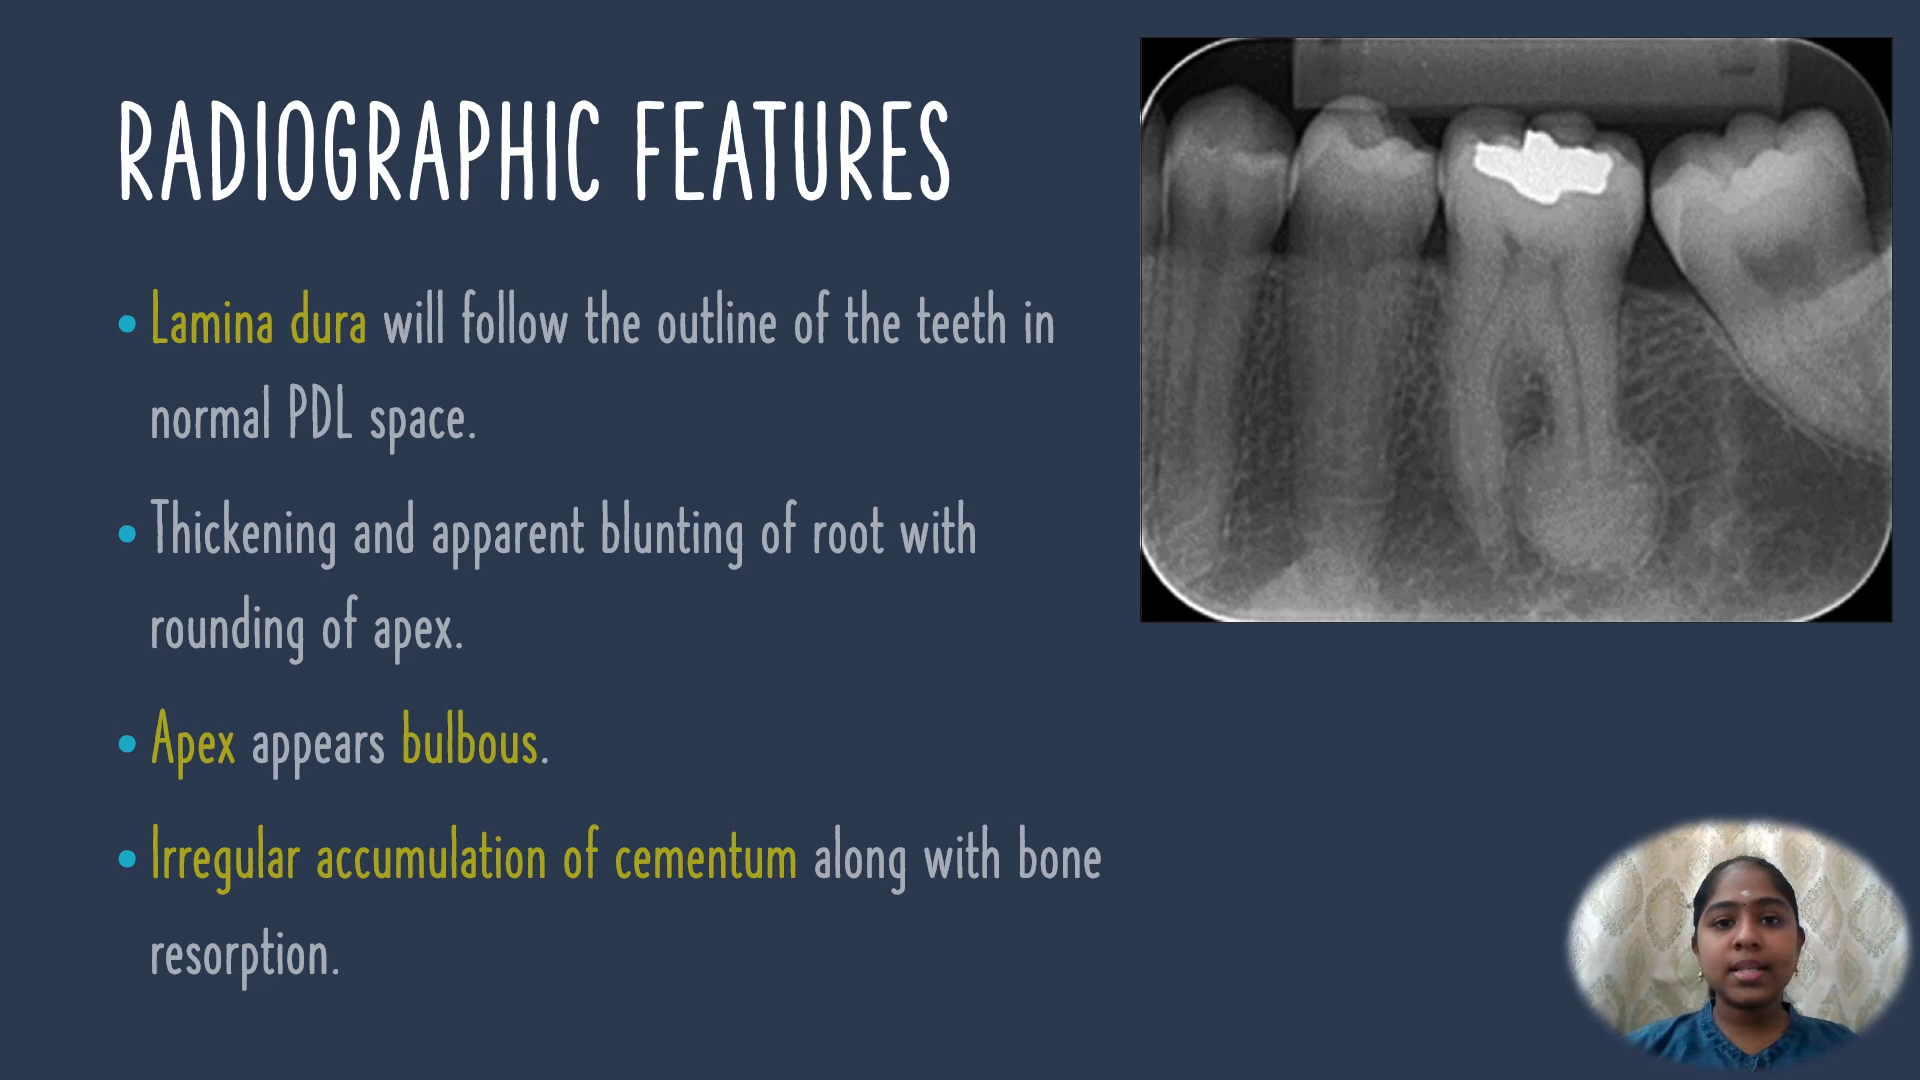 RADIOGRAPHIC FEATURES
• Lamina dura will follow the outline of the teeth in
normal PDL space.
• Thickening and apparent blunting of root with
rounding of apex.
• Apex appears bulbous.
• Irregular accumulation of cementum along with bone
resorption.